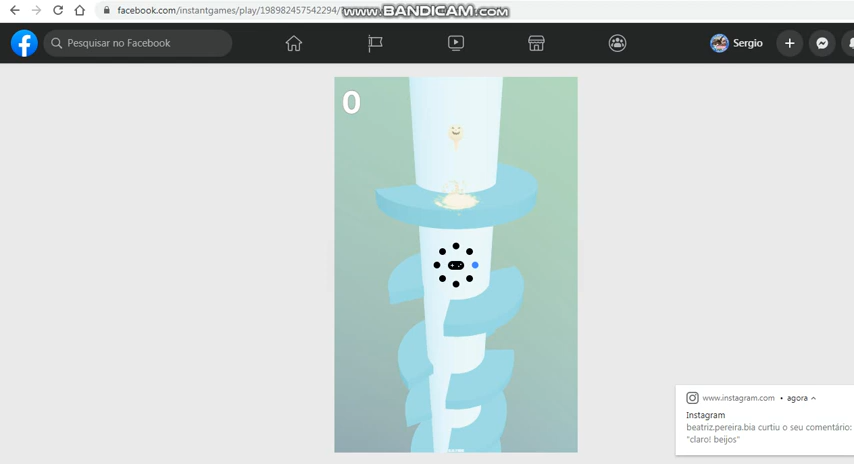 facebook.com/instantgames/play/198982457542294/
www.BANDICAM.com
Pesquisar no Facebook
Sergio
0
www.instagram.com • agora
Instagram
beatriz.pereira.bia curtiu o seu comentário:
"claro! beijos"